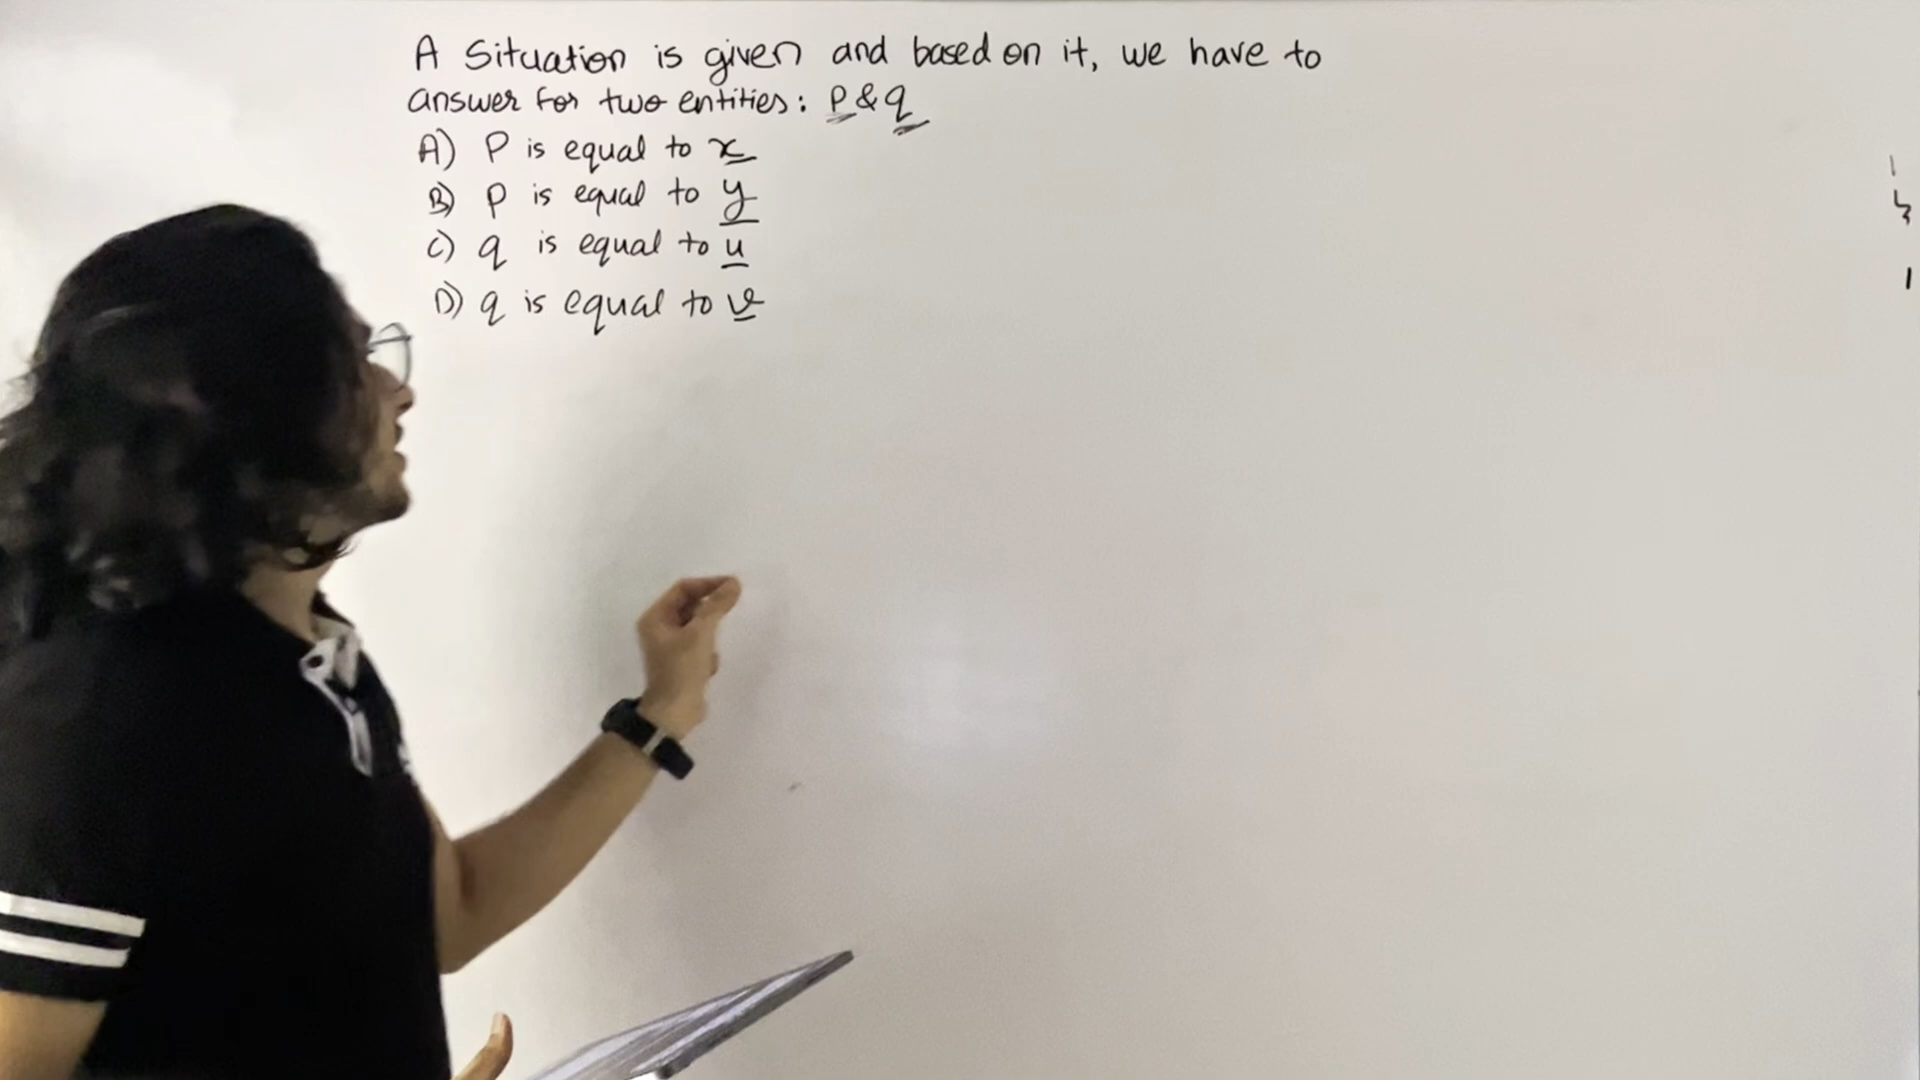 A Situation is given and based on it, we have to
answer for two entities: p & q
A) P is equal to x
B) p is equal to y
C) q is equal to u
D) q is equal to v